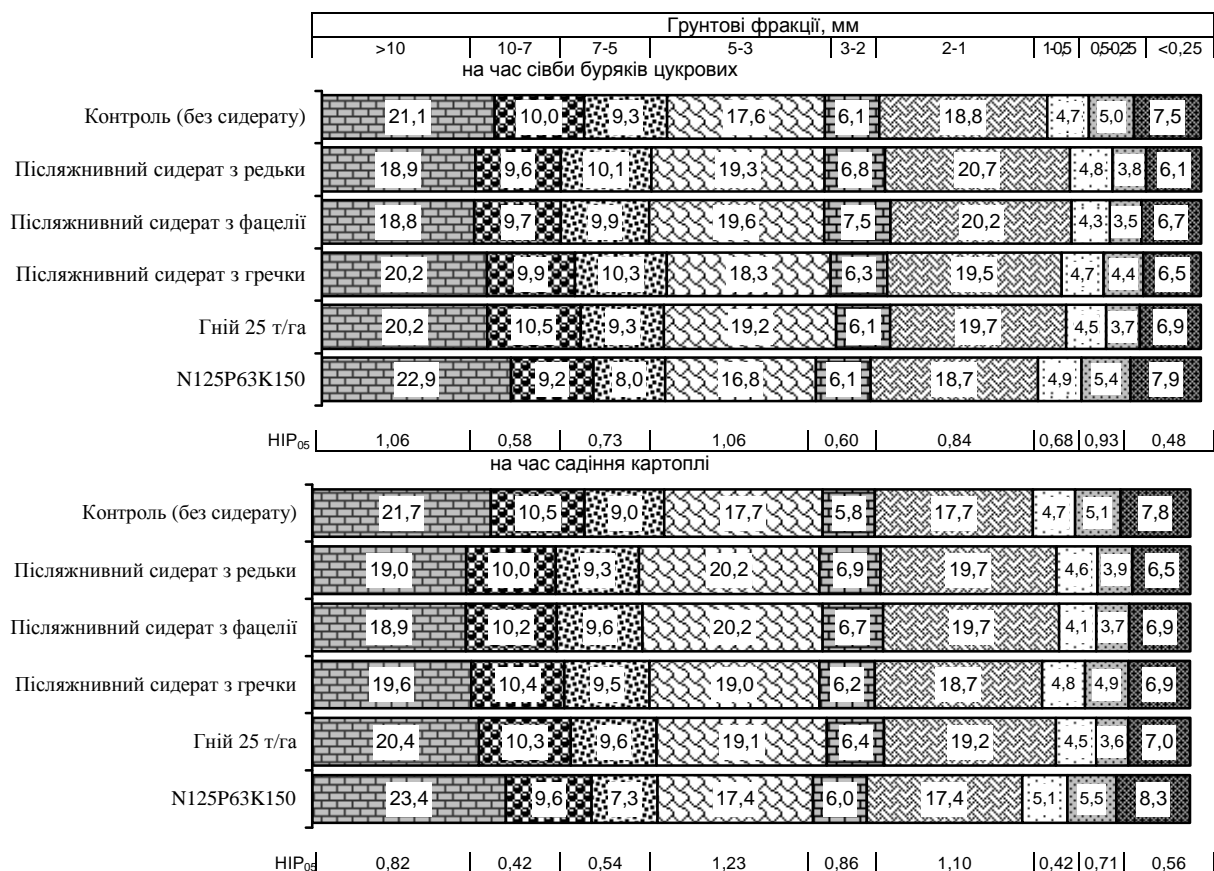 Грунтові фракції, мм
>10 10-7 7-5 5-3 3-2 2-1 1-0,5 0,5-0,25 <0,25
на час сівби буряків цукрових
Контроль (без сидерату) 21,1 10,0 9,3 17,6 6,1 18,8 4,7 5,0 7,5
Післяжнивний сидерат з редьки 18,9 9,6 10,1 19,3 6,8 20,7 4,8 3,8 6,1
Післяжнивний сидерат з фацелії 18,8 9,7 9,9 19,6 7,5 20,2 4,3 3,5 6,7
Післяжнивний сидерат з гречки 20,2 9,9 10,3 18,3 6,3 19,5 4,7 4,4 6,5
Гній 25 т/га 20,2 10,5 9,3 19,2 6,1 19,7 4,5 3,7 6,9
N125P63K150 22,9 9,2 8,0 16,8 6,1 18,7 4,9 5,4 7,9
НІР05 1,06 0,58 0,73 1,06 0,60 0,84 0,68 0,93 0,48
на час садіння картоплі
Контроль (без сидерату) 21,7 10,5 9,0 17,7 5,8 17,7 4,7 5,1 7,8
Післяжнивний сидерат з редьки 19,0 10,0 9,3 20,2 6,9 19,7 4,6 3,9 6,5
Післяжнивний сидерат з фацелії 18,9 10,2 9,6 20,2 6,7 19,7 4,1 3,7 6,9
Післяжнивний сидерат з гречки 19,6 10,4 9,5 19,0 6,2 18,7 4,8 4,9 6,9
Гній 25 т/га 20,4 10,3 9,6 19,1 6,4 19,2 4,5 3,6 7,0
N125P63K150 23,4 9,6 7,3 17,4 6,0 17,4 5,1 5,5 8,3
НІР05 0,82 0,42 0,54 1,23 0,86 1,10 0,42 0,71 0,56